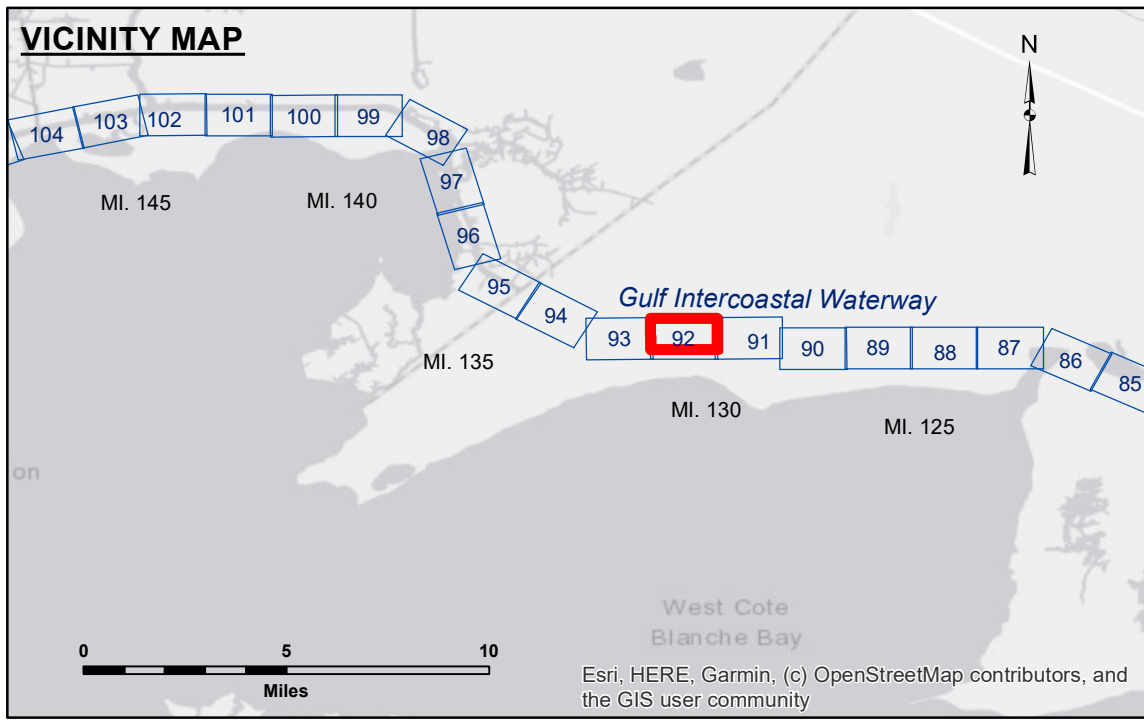 VICINITY MAP
N
104
103
102
101
100
99
98
97
96
95
94
93
92
91
90
89
88
87
86
85
MI. 145
MI. 140
MI. 135
MI. 130
MI. 125
Gulf Intercoastal Waterway
on
West Cote
Blanche Bay
0
5
10
Miles
Esri, HERE, Garmin, (c) OpenStreetMap contributors, and
the GIS user community